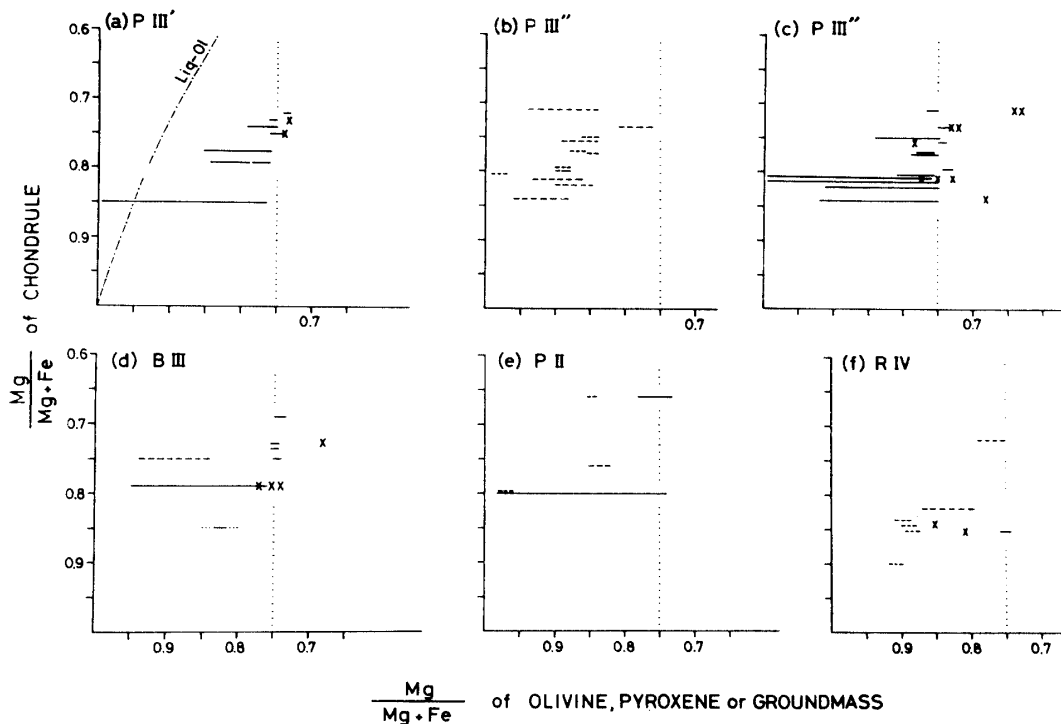 (a) P III′
(b) P III″
(c) P III″
0.6
Liq-Ol
0.7
0.8
0.9
0.7
0.7
0.7
Mg
Mg+Fe
of CHONDRULE
(d) B III
(e) P II
(f) R IV
0.6
0.7
0.8
0.9
0.9
0.8
0.7
0.9
0.8
0.7
0.9
0.8
0.7
Mg
Mg+Fe
of OLIVINE, PYROXENE or GROUNDMASS